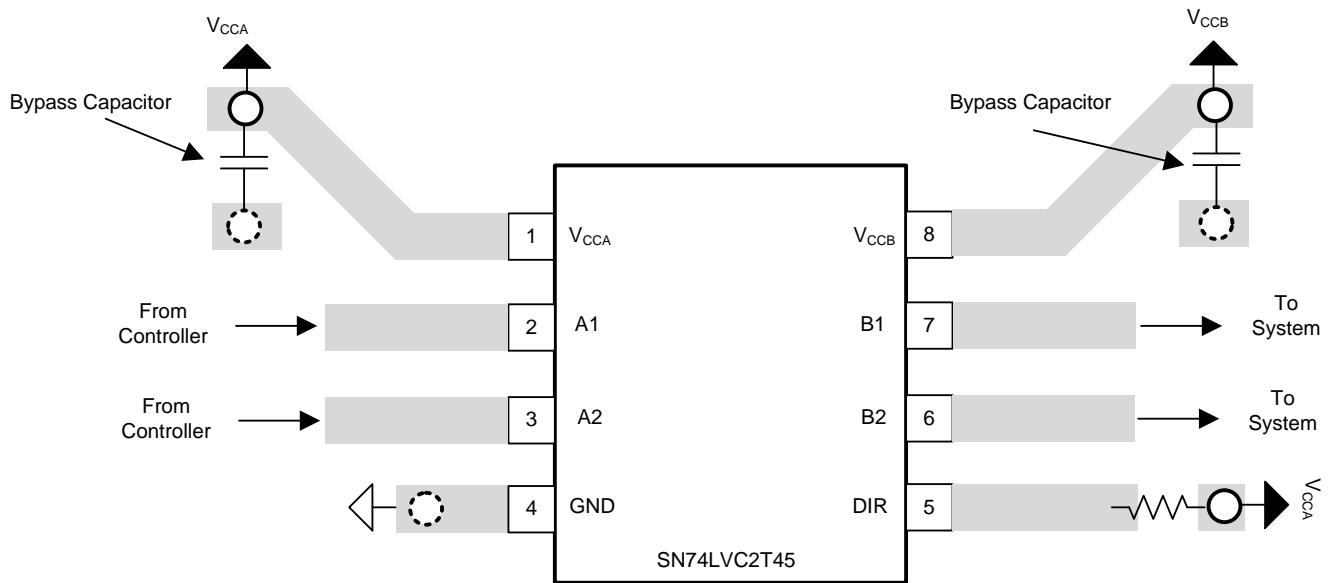 VCCA
VCCB
Bypass Capacitor
Bypass Capacitor
1
VCCA
VCCB
8
From
Controller
2
A1
B1
7
To
System
From
Controller
3
A2
B2
6
To
System
4
GND
DIR
5
VCCA
SN74LVC2T45